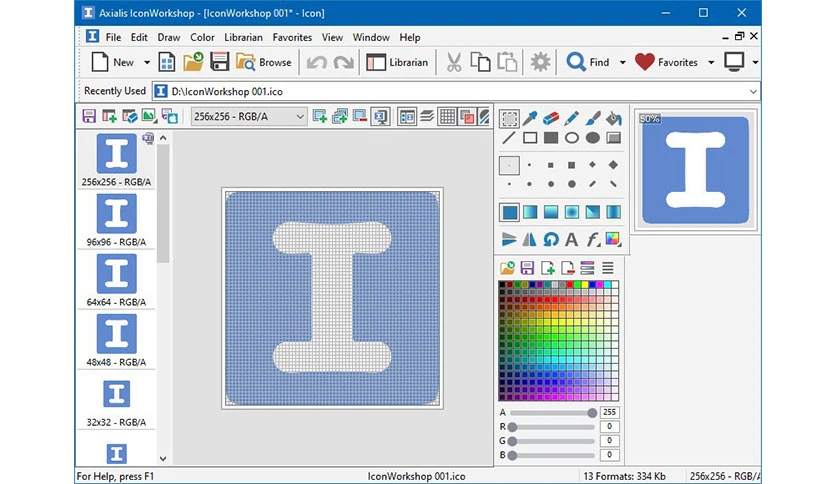 Axialis IconWorkshop - [IconWorkshop 001* - Icon]
File Edit Draw Color Librarian Favorites View Window Help
New Browse Librarian Find Favorites
Recently Used D:\IconWorkshop 001.ico
256x256 - RGB/A
256x256 - RGB/A
96x96 - RGB/A
64x64 - RGB/A
48x48 - RGB/A
32x32 - RGB/A
50%
A 255
R 0
G 0
B 0
For Help, press F1 IconWorkshop 001.ico 13 Formats: 334 Kb 256x256 - RGB/A